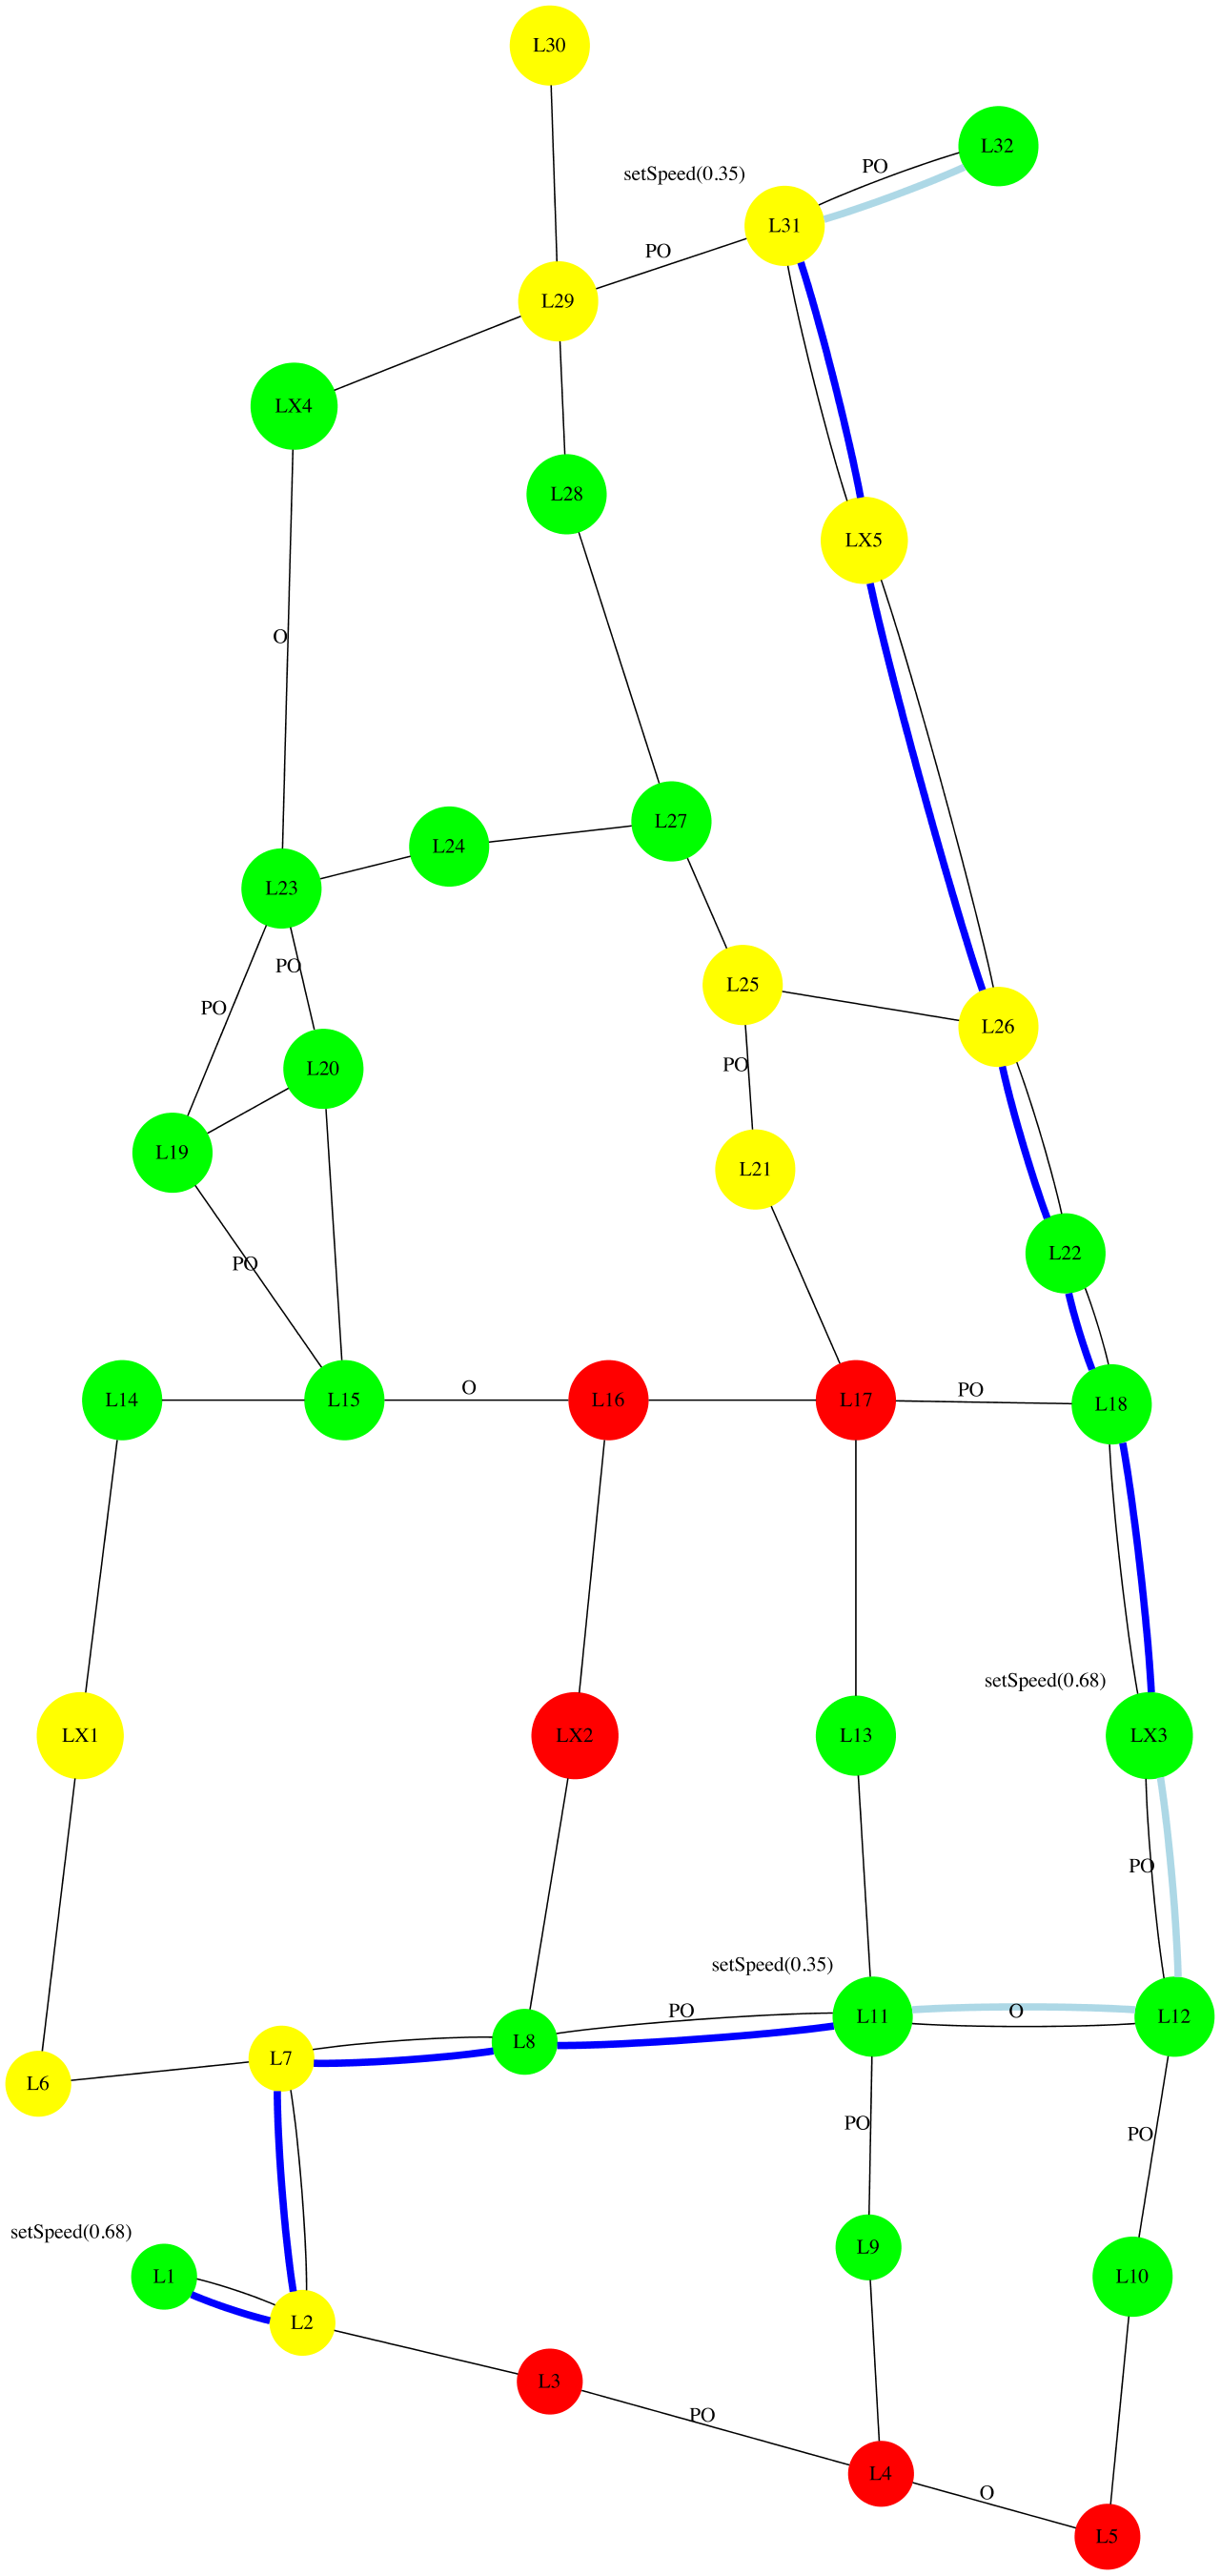 L30
L32
PO
setSpeed(0.35)
L31
PO
L29
LX4
L28
LX5
O
L27
L24
L23
PO
L25
PO
L26
PO
L20
L19
L21
L22
PO
O
PO
L14
L15
L16
L17
L18
setSpeed(0.68)
LX1
LX2
L13
LX3
PO
setSpeed(0.35)
PO
O
L11
L12
L8
L7
L6
PO
PO
setSpeed(0.68)
L9
L1
L10
L2
L3
PO
L4
O
L5